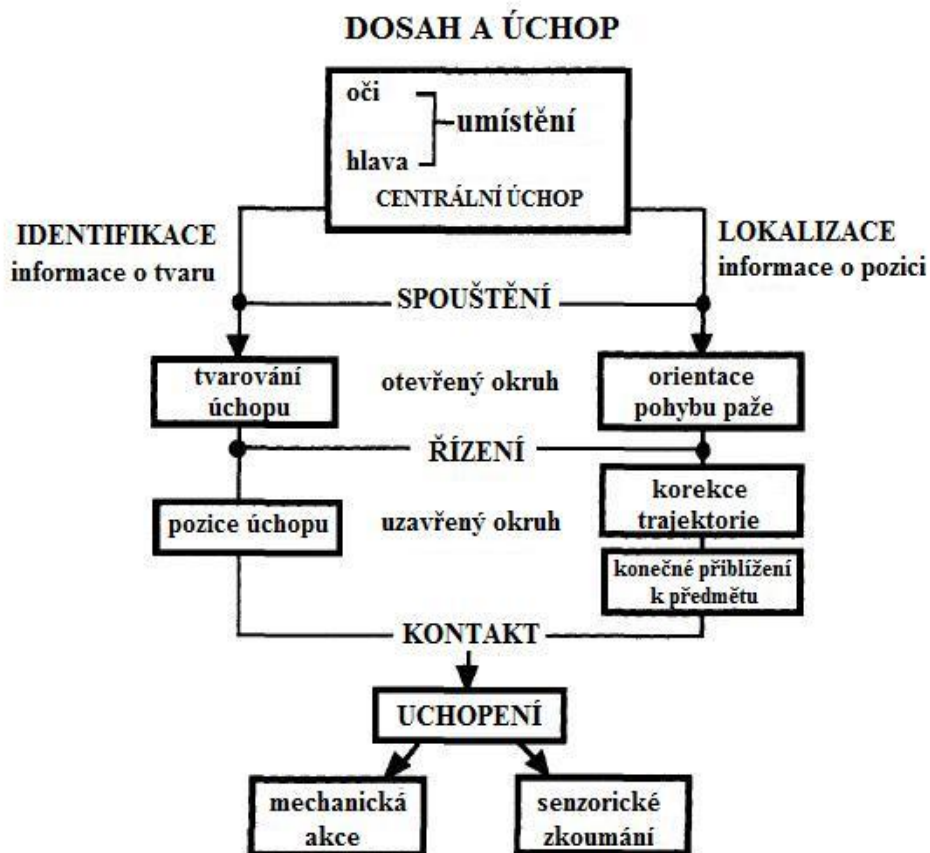 DOSAH A ÚCHOP
oči
umístění
hlava
CENTRÁLNÍ ÚCHOP
IDENTIFIKACE
informace o tvaru
LOKALIZACE
informace o pozici
SPOUŠTĚNÍ
tvarování
úchopu
otevřený okruh
orientace
pohybu paže
ŘÍZENÍ
pozice úchopu
uzavřený okruh
korekce
trajektorie
konečné přiblížení
k předmětu
KONTAKT
UCHOPENÍ
mechanická
akce
senzorické
zkoumání